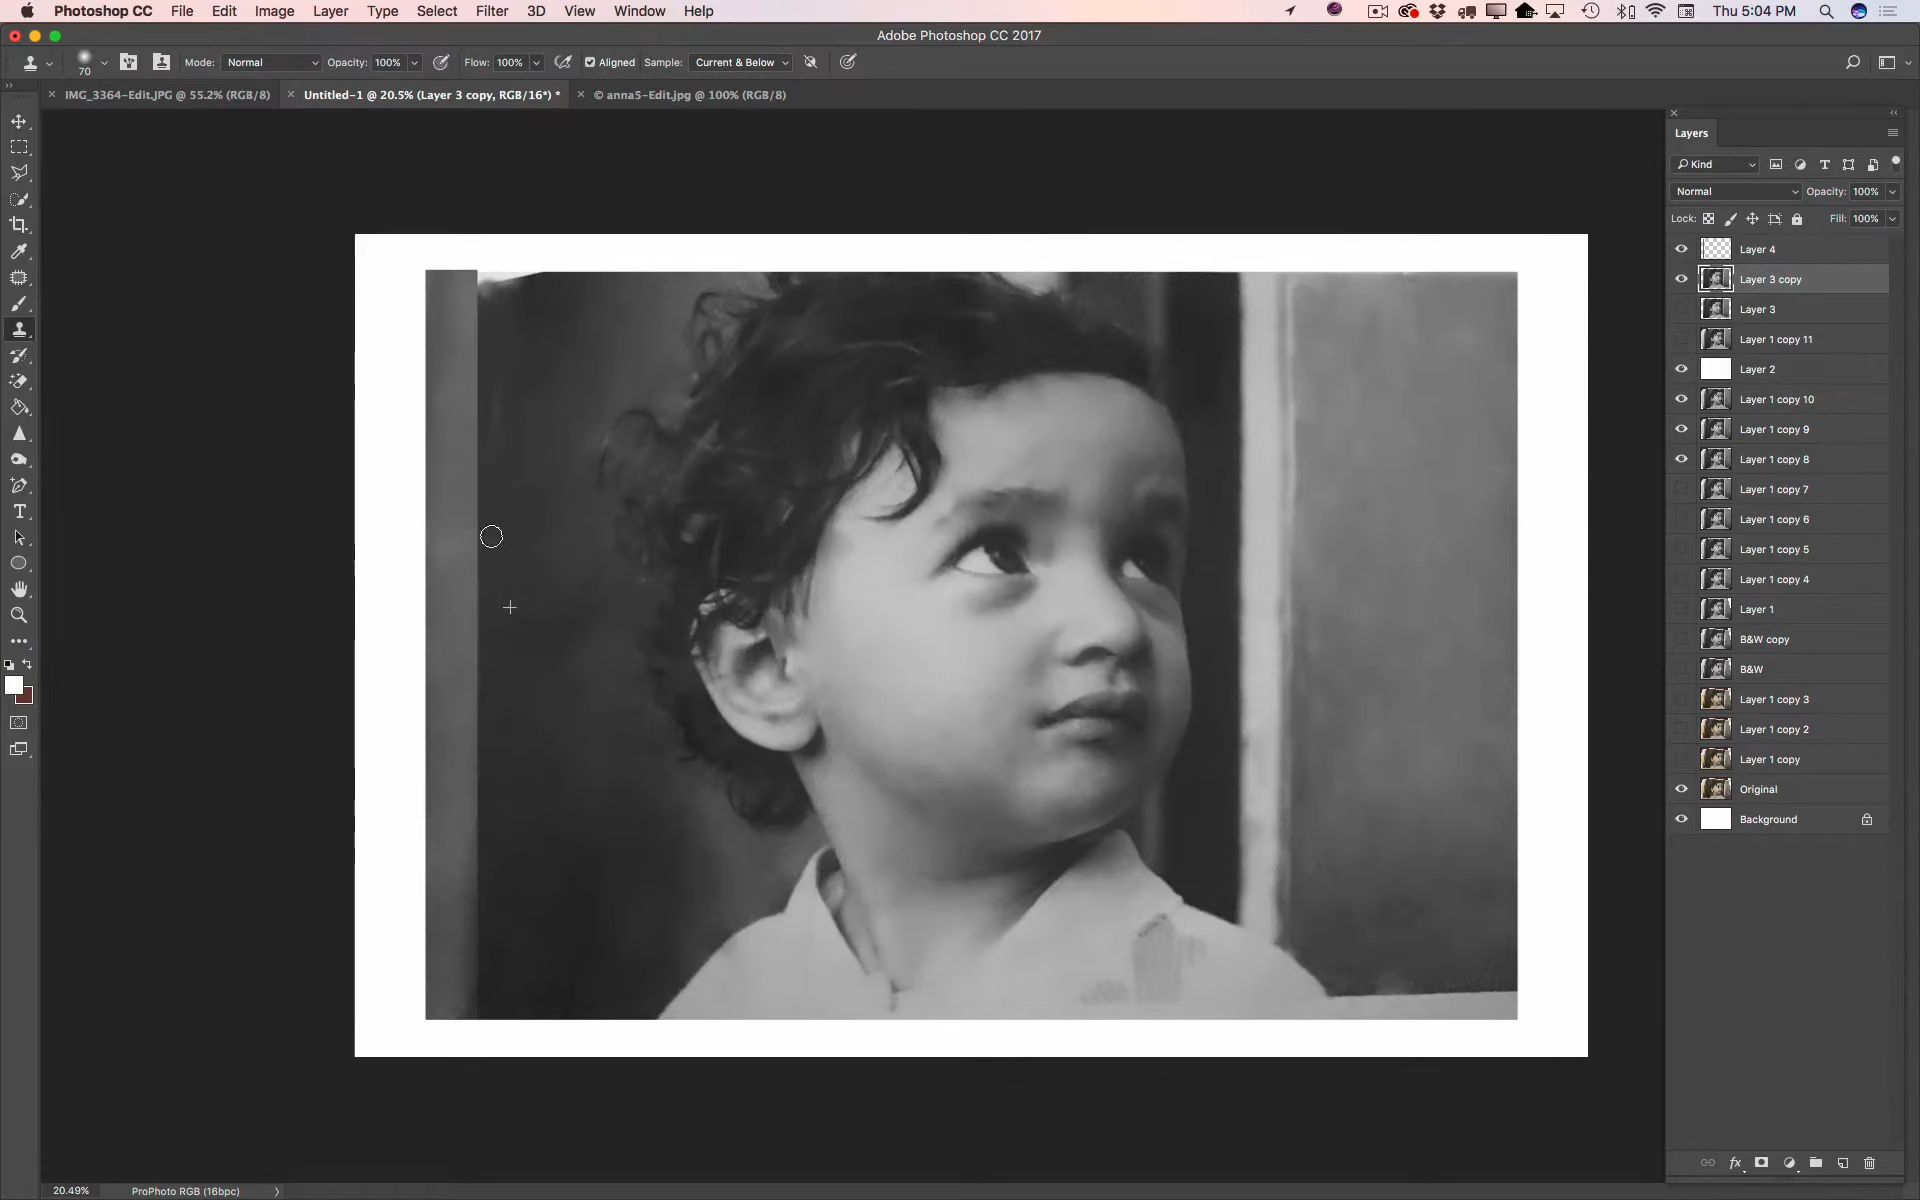 Photoshop CC File Edit Image Layer Type Select Filter 3D View Window Help Thu 5:04 PM
Adobe Photoshop CC 2017
70 Mode: Normal Opacity: 100% Flow: 100% Aligned Sample: Current & Below
IMG_3364-Edit.JPG @ 55.2% (RGB/8) Untitled-1 @ 20.5% (Layer 3 copy, RGB/16*) * © anna5-Edit.jpg @ 100% (RGB/8)
Layers
Kind
Normal Opacity: 100%
Lock: Fill: 100%
Layer 4
Layer 3 copy
Layer 3
Layer 1 copy 11
Layer 2
Layer 1 copy 10
Layer 1 copy 9
Layer 1 copy 8
Layer 1 copy 7
Layer 1 copy 6
Layer 1 copy 5
Layer 1 copy 4
Layer 1
B&W copy
B&W
Layer 1 copy 3
Layer 1 copy 2
Layer 1 copy
Original
Background
20.49% ProPhoto RGB (16bpc)